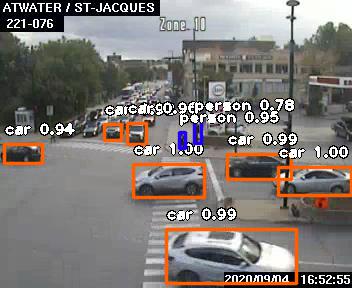 ATWATER / ST-JACQUES
221-076
Zone 10
person 0.78
person 0.95
car 0.94
car 0.99
car 1.00
car 1.00
car 0.99
2020/09/04 16:52:55